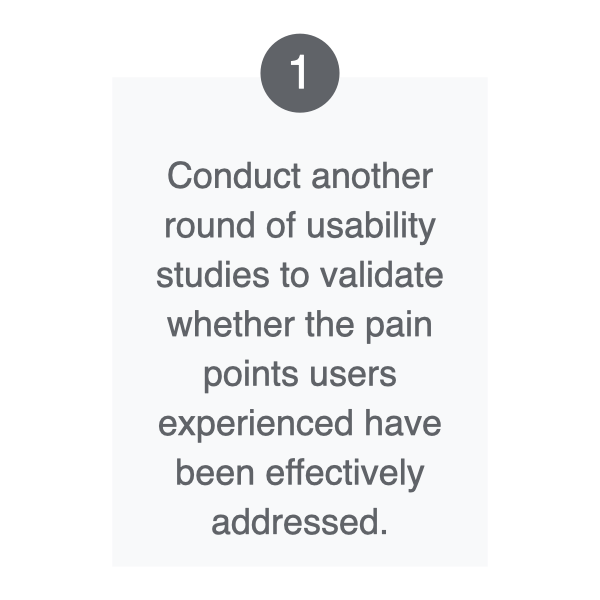 1
Conduct another
round of usability
studies to validate
whether the pain
points users
experienced have
been effectively
addressed.